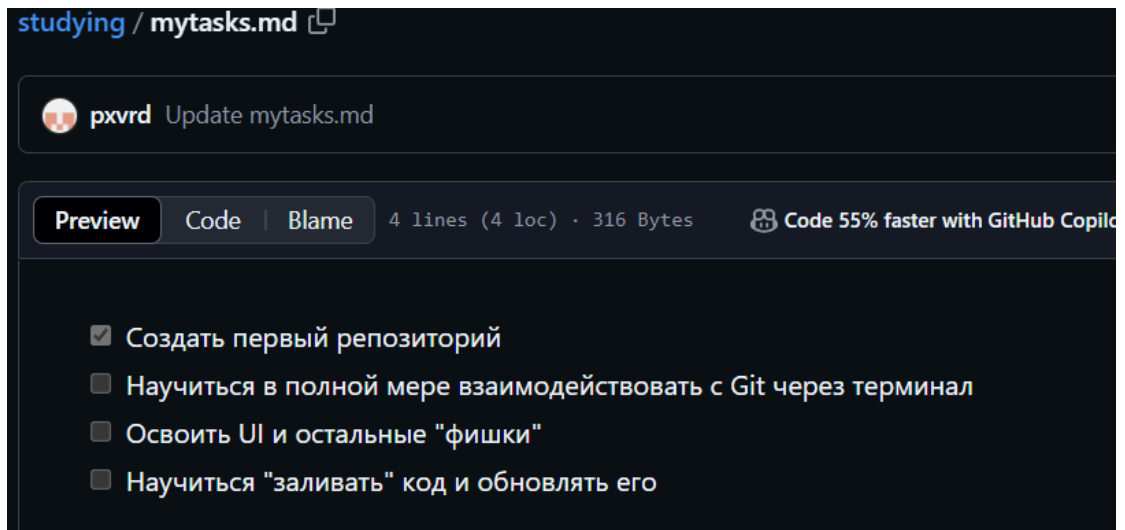 studying / mytasks.md
pxvrd Update mytasks.md
Preview Code Blame 4 lines (4 loc) · 316 Bytes Code 55% faster with GitHub
Создать первый репозиторий
Научиться в полной мере взаимодействовать с Git через терминал
Освоить UI и остальные "фишки"
Научиться "заливать" код и обновлять его